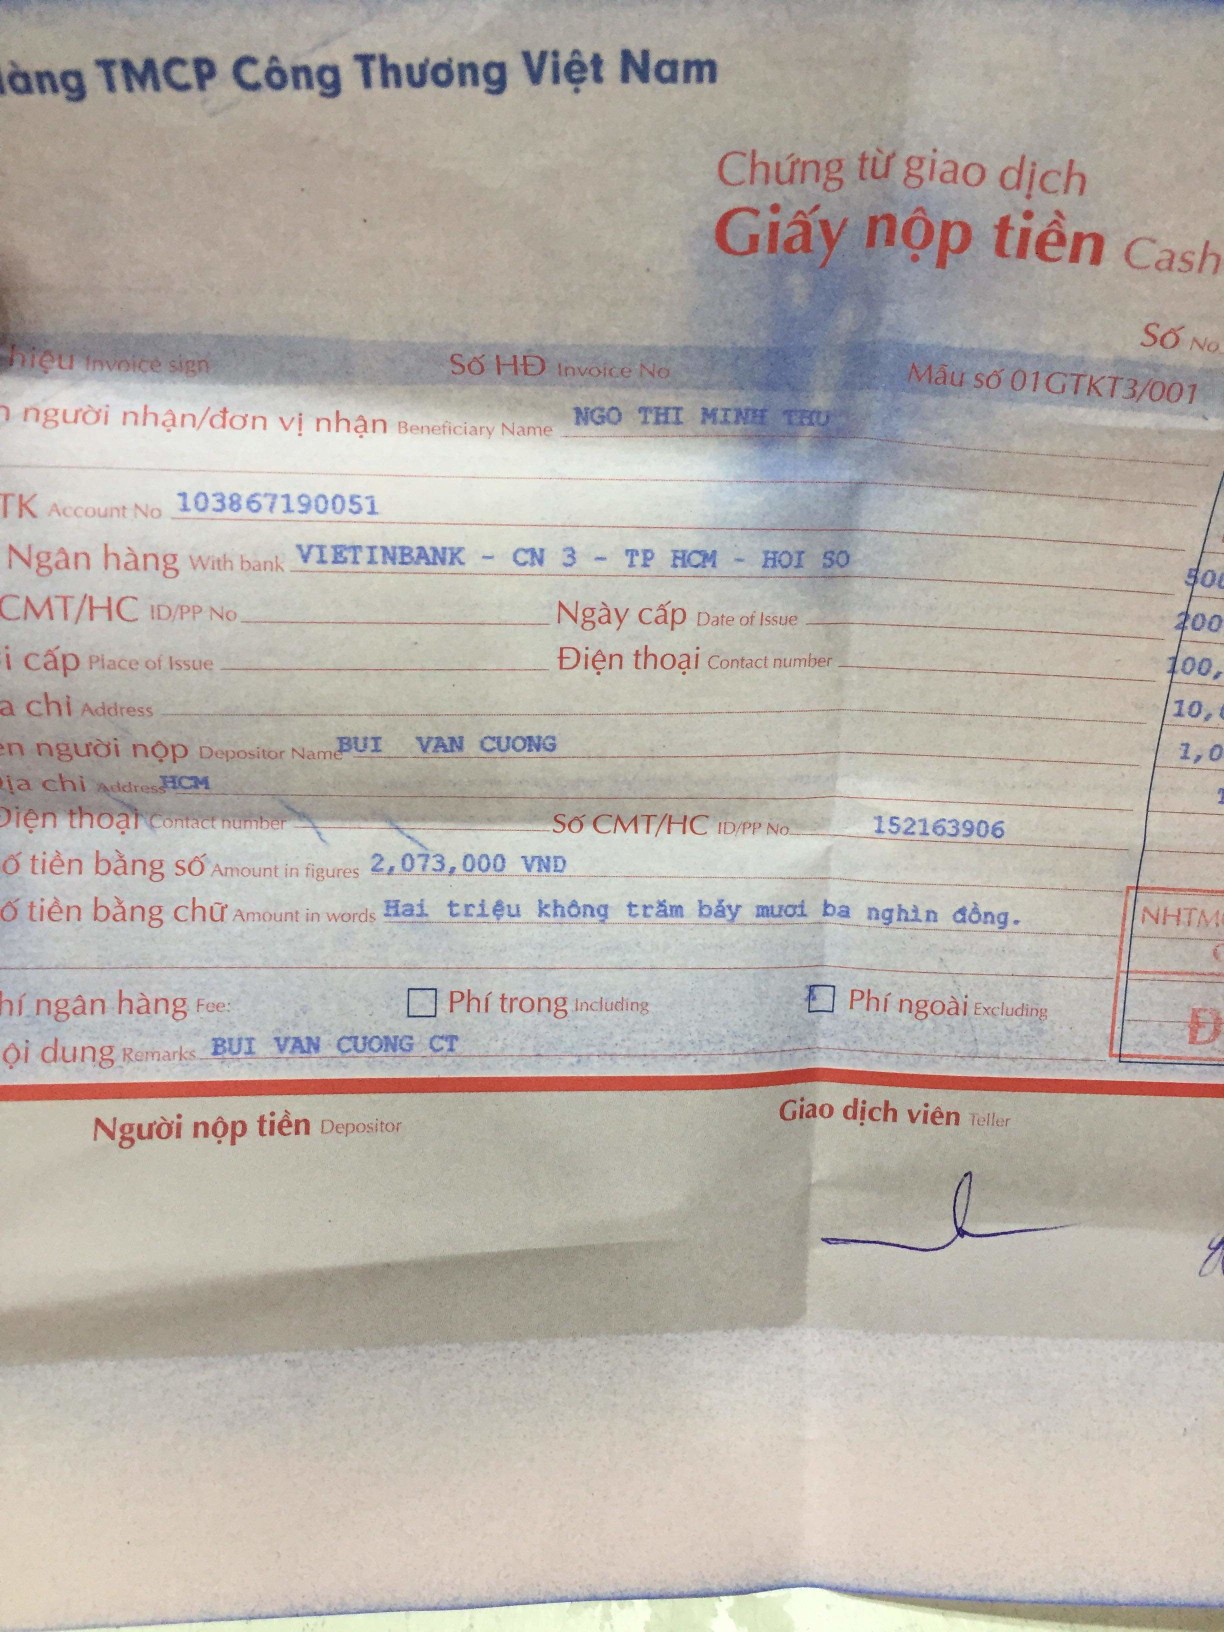 Hàng TMCP Công Thương Việt Nam
Chứng từ giao dịch
Giấy nộp tiền Cash
Số No
hiệu Invoice sign Số HĐ Invoice No Mẫu số 01GTKT3/001
người nhận/đơn vị nhận Beneficiary Name NGO THI MINH THU
TK Account No 103867190051
Ngân hàng With bank VIETINBANK - CN 3 - TP HCM - HOI SO
500
CMT/HC ID/PP No Ngày cấp Date of Issue
200
i cấp Place of Issue Điện thoại Contact number
100,
a chỉ Address
10,
ên người nộp Depositor Name BUI VAN CUONG
1,0
Địa chỉ Address HCM
1
Điện thoại Contact number Số CMT/HC ID/PP No 152163906
ố tiền bằng số Amount in figures 2,073,000 VND
ố tiền bằng chữ Amount in words Hai triệu không trăm bảy mươi ba nghìn đồng.
NHTM
hí ngân hàng Fee: Phí trong Including Phí ngoài Excluding
Đ
ội dung Remarks BUI VAN CUONG CT
Người nộp tiền Depositor Giao dịch viên Teller